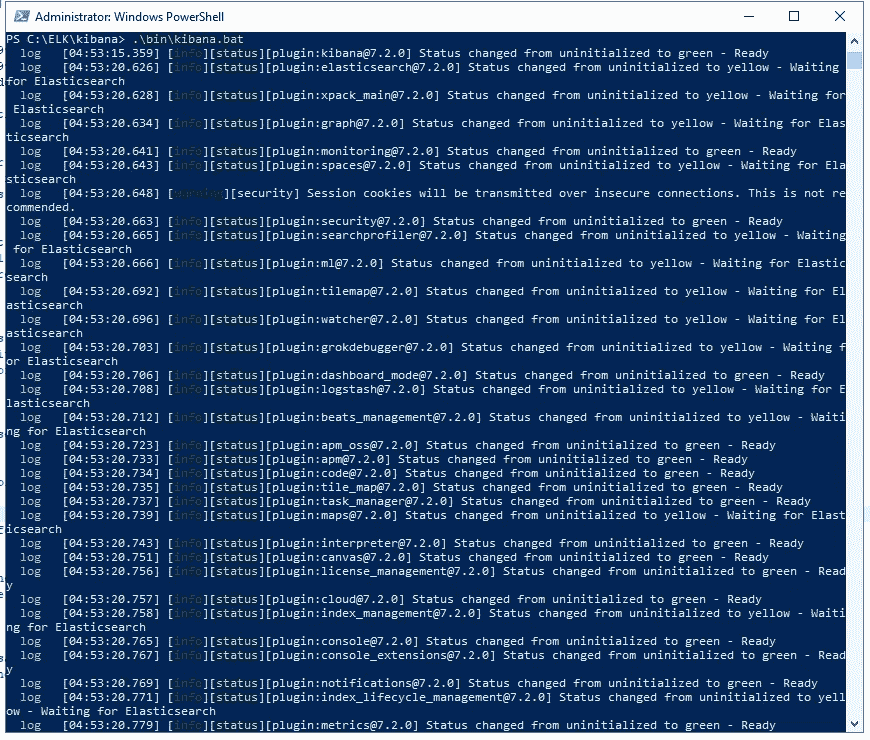 Administrator: Windows PowerShell
PS C:\ELK\kibana> .\bin\kibana.bat
log [04:53:15.359] [info][status][plugin:kibana@7.2.0] Status changed from uninitialized to green - Ready
log [04:53:20.626] [info][status][plugin:elasticsearch@7.2.0] Status changed from uninitialized to yellow - Waiting
for Elasticsearch
log [04:53:20.628] [info][status][plugin:xpack_main@7.2.0] Status changed from uninitialized to yellow - Waiting for
Elasticsearch
log [04:53:20.634] [info][status][plugin:graph@7.2.0] Status changed from uninitialized to yellow - Waiting for Elas
ticsearch
log [04:53:20.641] [info][status][plugin:monitoring@7.2.0] Status changed from uninitialized to green - Ready
log [04:53:20.643] [info][status][plugin:spaces@7.2.0] Status changed from uninitialized to yellow - Waiting for Ela
sticsearch
log [04:53:20.648] [warning][security] Session cookies will be transmitted over insecure connections. This is not re
commended.
log [04:53:20.663] [info][status][plugin:security@7.2.0] Status changed from uninitialized to green - Ready
log [04:53:20.665] [info][status][plugin:searchprofiler@7.2.0] Status changed from uninitialized to yellow - Waiting
for Elasticsearch
log [04:53:20.666] [info][status][plugin:ml@7.2.0] Status changed from uninitialized to yellow - Waiting for Elastic
search
log [04:53:20.692] [info][status][plugin:tilemap@7.2.0] Status changed from uninitialized to yellow - Waiting for El
asticsearch
log [04:53:20.696] [info][status][plugin:watcher@7.2.0] Status changed from uninitialized to yellow - Waiting for El
asticsearch
log [04:53:20.703] [info][status][plugin:grokdebugger@7.2.0] Status changed from uninitialized to yellow - Waiting f
or Elasticsearch
log [04:53:20.706] [info][status][plugin:dashboard_mode@7.2.0] Status changed from uninitialized to green - Ready
log [04:53:20.708] [info][status][plugin:logstash@7.2.0] Status changed from uninitialized to yellow - Waiting for E
lasticsearch
log [04:53:20.712] [info][status][plugin:beats_management@7.2.0] Status changed from uninitialized to yellow - Waiti
ng for Elasticsearch
log [04:53:20.723] [info][status][plugin:apm_oss@7.2.0] Status changed from uninitialized to green - Ready
log [04:53:20.733] [info][status][plugin:apm@7.2.0] Status changed from uninitialized to green - Ready
log [04:53:20.734] [info][status][plugin:code@7.2.0] Status changed from uninitialized to green - Ready
log [04:53:20.735] [info][status][plugin:tile_map@7.2.0] Status changed from uninitialized to green - Ready
log [04:53:20.737] [info][status][plugin:task_manager@7.2.0] Status changed from uninitialized to green - Ready
log [04:53:20.739] [info][status][plugin:maps@7.2.0] Status changed from uninitialized to yellow - Waiting for Elast
icsearch
log [04:53:20.743] [info][status][plugin:interpreter@7.2.0] Status changed from uninitialized to green - Ready
log [04:53:20.751] [info][status][plugin:canvas@7.2.0] Status changed from uninitialized to green - Ready
log [04:53:20.756] [info][status][plugin:license_management@7.2.0] Status changed from uninitialized to green - Read
y
log [04:53:20.757] [info][status][plugin:cloud@7.2.0] Status changed from uninitialized to green - Ready
log [04:53:20.758] [info][status][plugin:index_management@7.2.0] Status changed from uninitialized to yellow - Waiti
ng for Elasticsearch
log [04:53:20.765] [info][status][plugin:console@7.2.0] Status changed from uninitialized to green - Ready
log [04:53:20.767] [info][status][plugin:console_extensions@7.2.0] Status changed from uninitialized to green - Read
y
log [04:53:20.769] [info][status][plugin:notifications@7.2.0] Status changed from uninitialized to green - Ready
log [04:53:20.771] [info][status][plugin:index_lifecycle_management@7.2.0] Status changed from uninitialized to yell
ow - Waiting for Elasticsearch
log [04:53:20.779] [info][status][plugin:metrics@7.2.0] Status changed from uninitialized to green - Ready